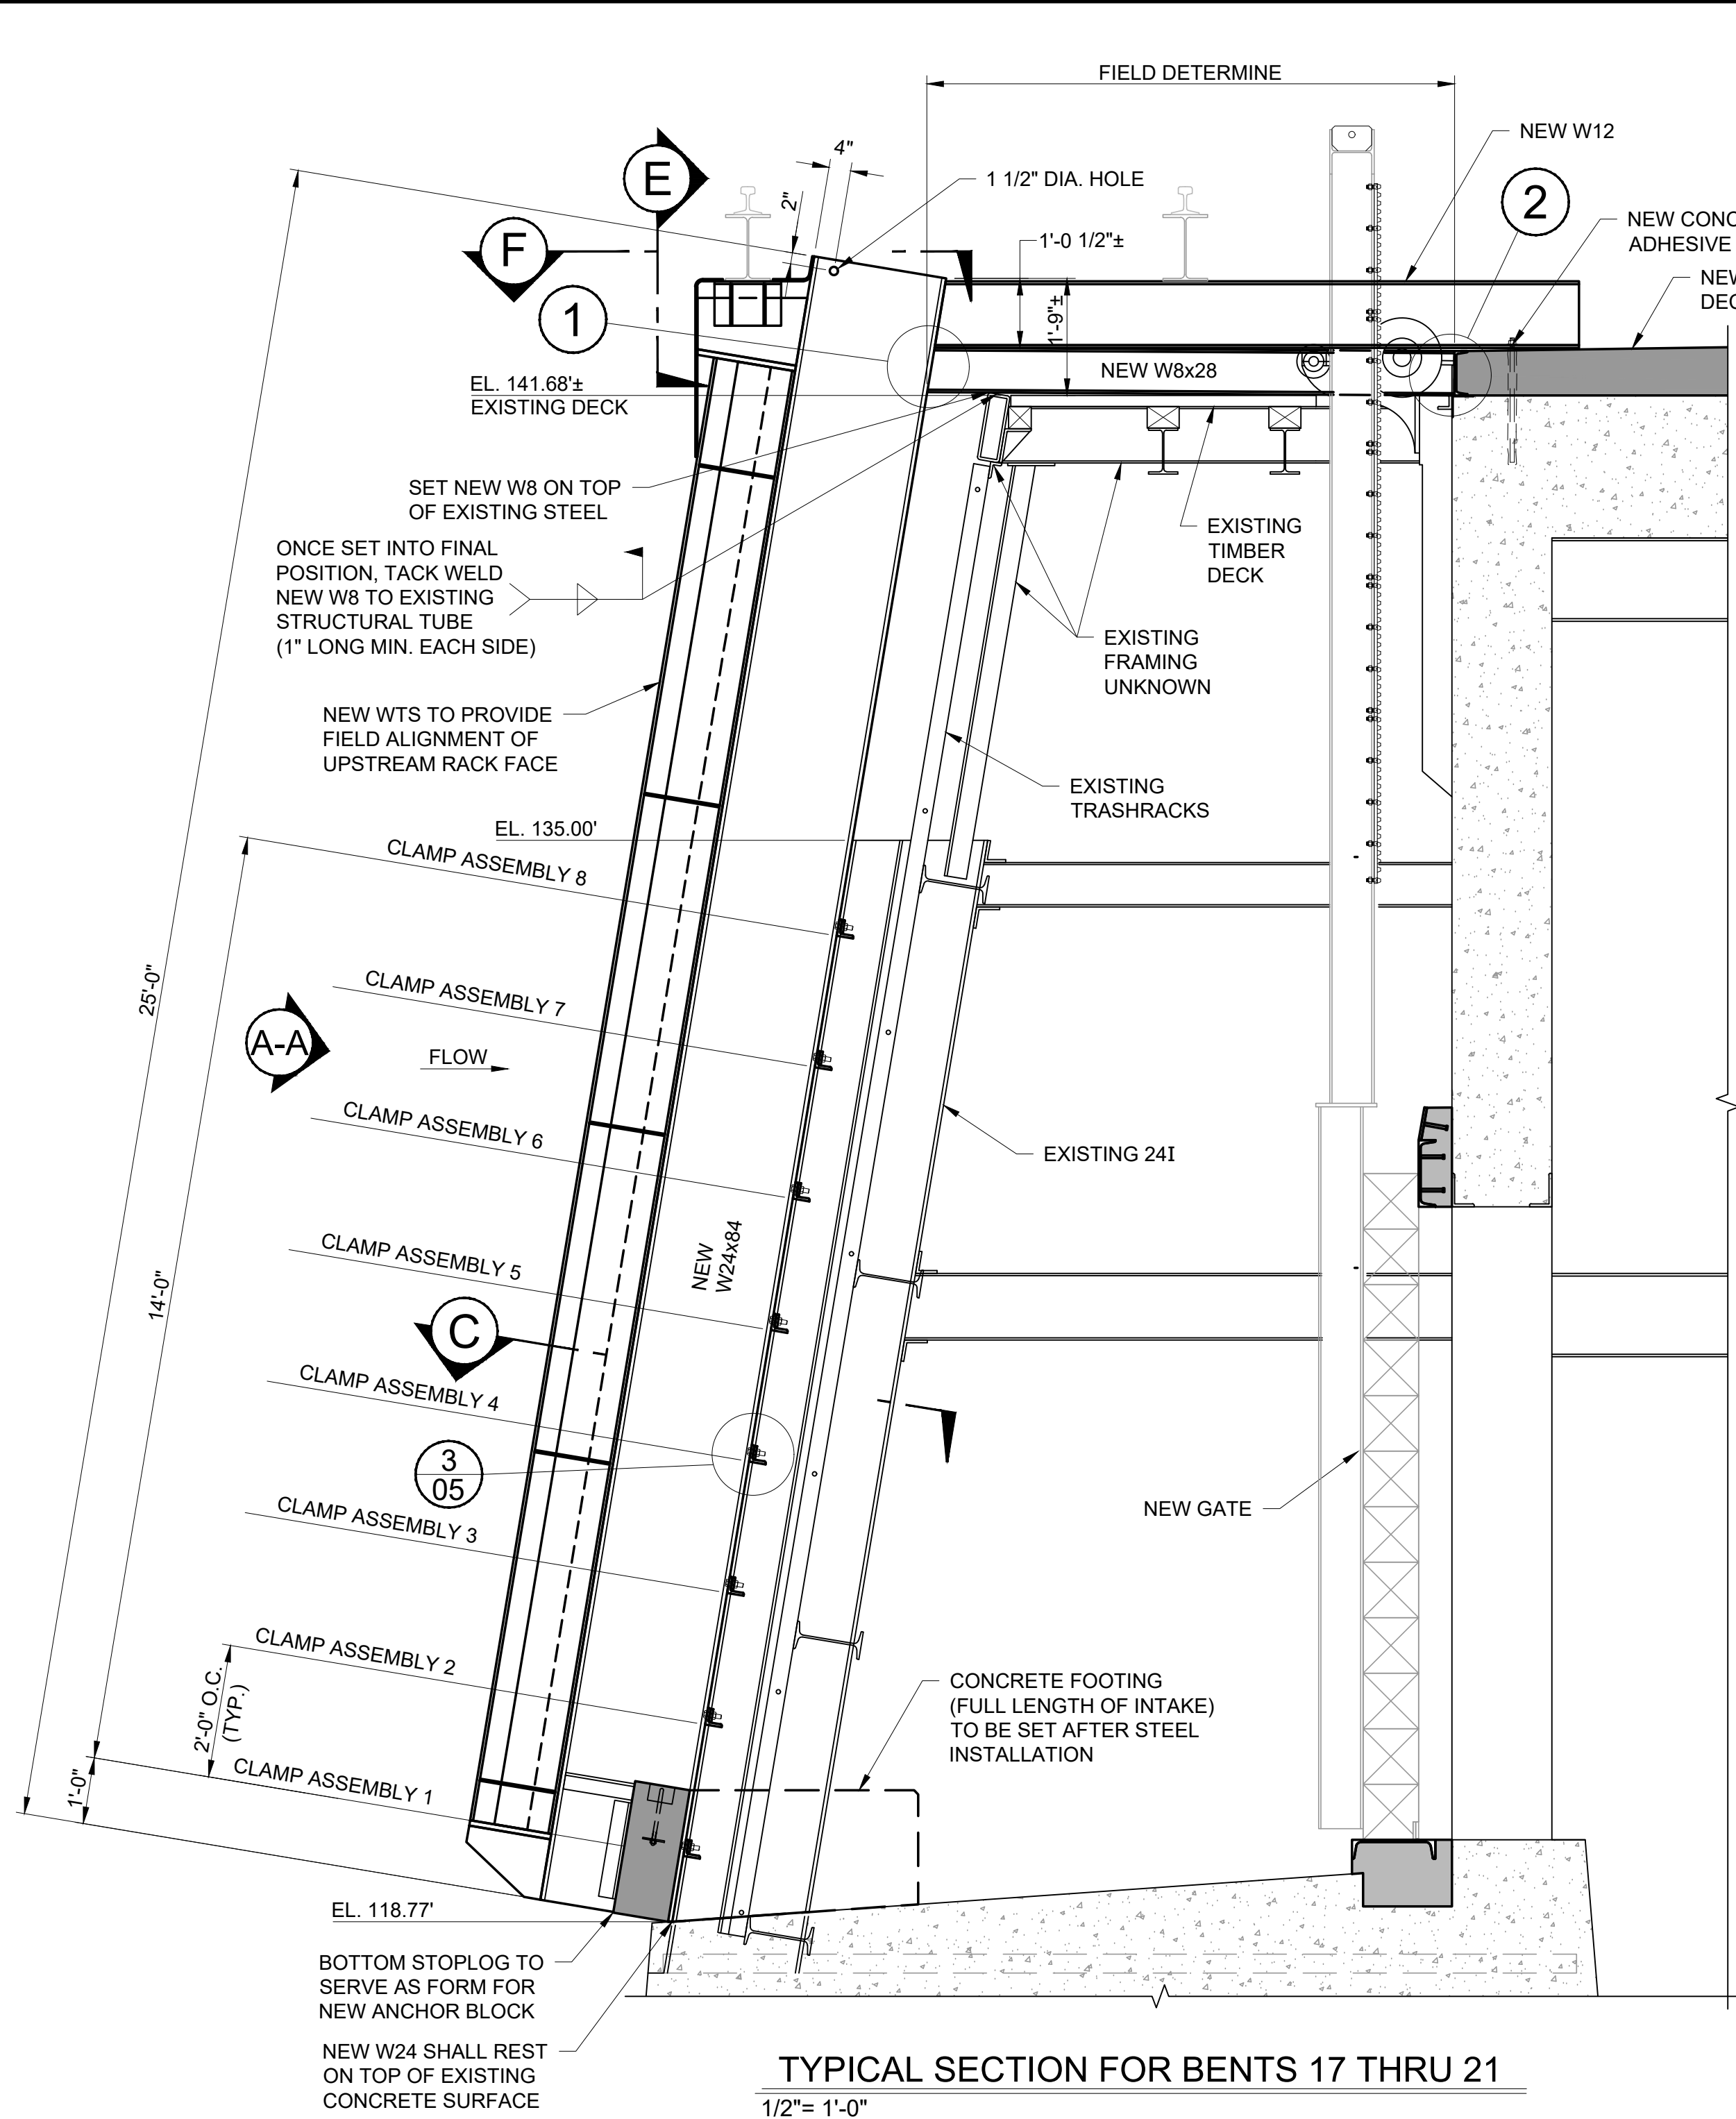 FIELD DETERMINE
NEW W12
E
4"
2"
1 1/2" DIA. HOLE
2
NEW CONC
ADHESIVE
F
1'-0 1/2"±
NEW
DEC
1
1'-9"±
NEW W8x28
EL. 141.68'±
EXISTING DECK
SET NEW W8 ON TOP
OF EXISTING STEEL
EXISTING
TIMBER
DECK
ONCE SET INTO FINAL
POSITION, TACK WELD
NEW W8 TO EXISTING
STRUCTURAL TUBE
(1" LONG MIN. EACH SIDE)
EXISTING
FRAMING
UNKNOWN
NEW WTS TO PROVIDE
FIELD ALIGNMENT OF
UPSTREAM RACK FACE
EXISTING
TRASHRACKS
EL. 135.00'
CLAMP ASSEMBLY 8
25'-0"
CLAMP ASSEMBLY 7
A-A
FLOW
CLAMP ASSEMBLY 6
EXISTING 24I
CLAMP ASSEMBLY 5
NEW
W24x84
14'-0"
C
CLAMP ASSEMBLY 4
3
05
CLAMP ASSEMBLY 3
NEW GATE
CLAMP ASSEMBLY 2
2'-0" O.C.
(TYP.)
CONCRETE FOOTING
(FULL LENGTH OF INTAKE)
TO BE SET AFTER STEEL
INSTALLATION
CLAMP ASSEMBLY 1
1'-0"
EL. 118.77'
BOTTOM STOPLOG TO
SERVE AS FORM FOR
NEW ANCHOR BLOCK
NEW W24 SHALL REST
ON TOP OF EXISTING
CONCRETE SURFACE
TYPICAL SECTION FOR BENTS 17 THRU 21
1/2"= 1'-0"